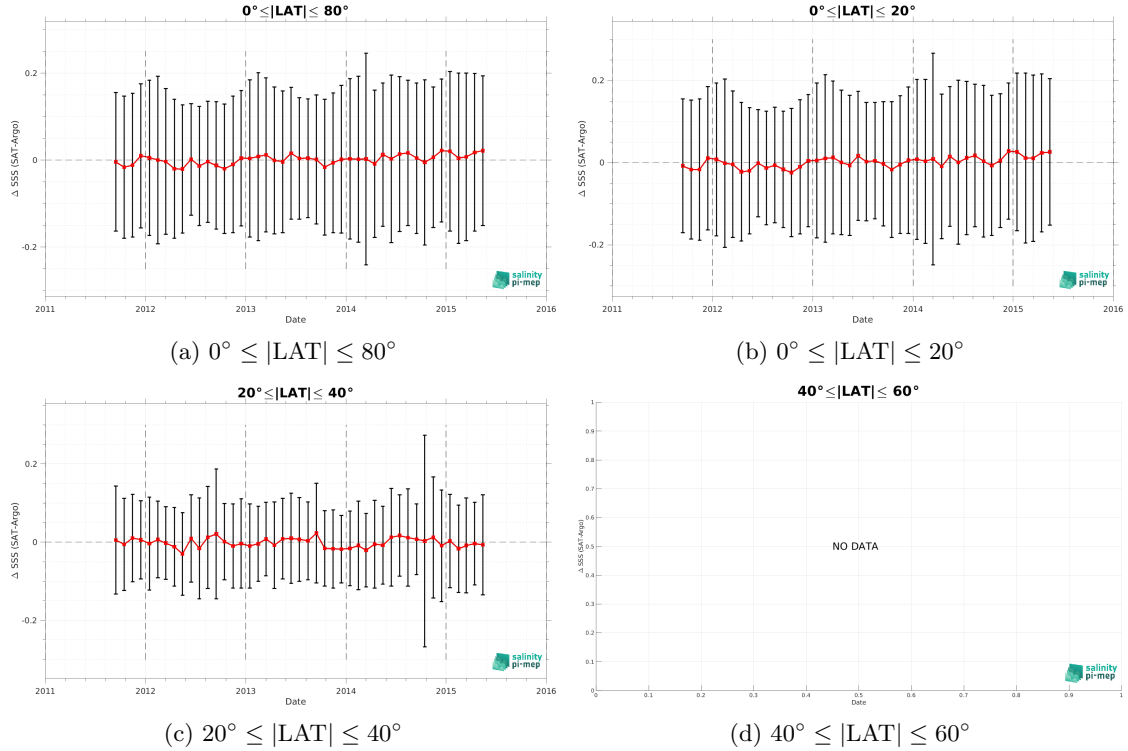 0°≤|LAT|≤ 80°
Δ SSS (SAT-Argo)
0.2
0
-0.2
2011 2012 2013 2014 2015 2016
Date
salinity
pi-mep
(a) 0° ≤ |LAT| ≤ 80°
0°≤|LAT|≤ 20°
Δ SSS (SAT-Argo)
0.2
0
-0.2
2011 2012 2013 2014 2015 2016
Date
salinity
pi-mep
(b) 0° ≤ |LAT| ≤ 20°
20°≤|LAT|≤ 40°
Δ SSS (SAT-Argo)
0.2
0
-0.2
2011 2012 2013 2014 2015 2016
Date
salinity
pi-mep
(c) 20° ≤ |LAT| ≤ 40°
40°≤|LAT|≤ 60°
Δ SSS (SAT-Argo)
1
0.9
0.8
0.7
0.6
0.5
0.4
0.3
0.2
0.1
0
NO DATA
0 0.1 0.2 0.3 0.4 0.5 0.6 0.7 0.8 0.9 1
Date
salinity
pi-mep
(d) 40° ≤ |LAT| ≤ 60°